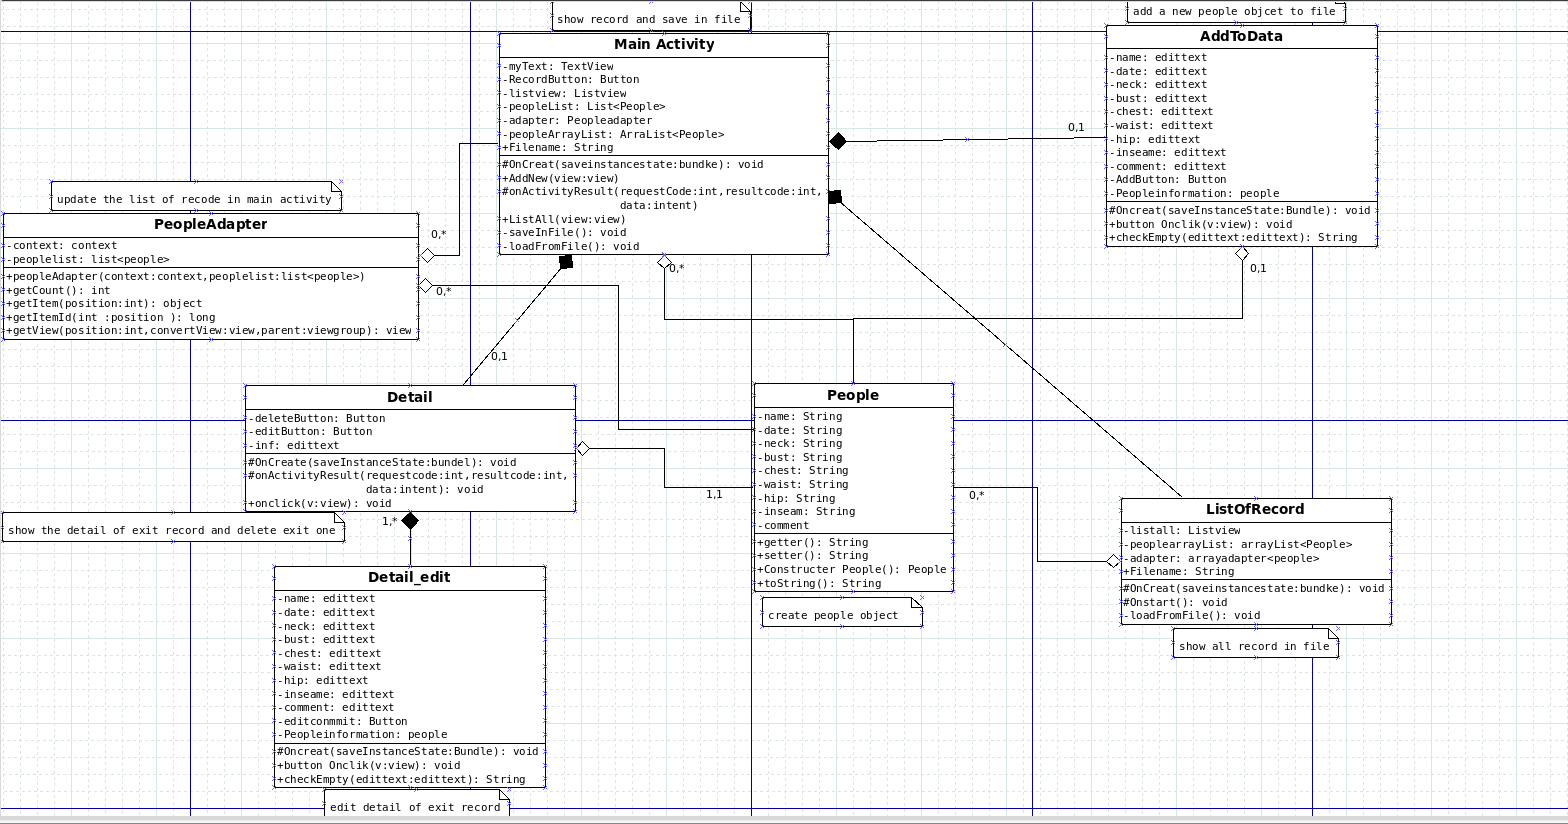 show record and save in file
Main Activity
-myText: TextView
-RecordButton: Button
-listview: Listview
-peopleList: List<People>
-adapter: Peopleadapter
-peopleArrayList: ArraList<People>
+Filename: String
#OnCreat(saveinstancestate:bundke): void
+AddNew(view:view)
#onActivityResult(requestCode:int,resultcode:int,
data:intent)
+ListAll(view:view)
-saveInFile(): void
-loadFromFile(): void
add a new people objcet to file
AddToData
-name: edittext
-date: edittext
-neck: edittext
-bust: edittext
-chest: edittext
-waist: edittext
-hip: edittext
-inseame: edittext
-comment: edittext
-AddButton: Button
-Peopleinformation: people
#Oncreat(saveInstanceState:Bundle): void
+button Onclik(v:view): void
+checkEmpty(edittext:edittext): String
0,1
update the list of recode in main activity
PeopleAdapter
-context: context
-peoplelist: list<people>
+peopleAdapter(context:context,peoplelist:list<people>)
+getCount(): int
+getItem(position:int): object
+getItemId(int :position ): long
+getView(position:int,convertView:view,parent:viewgroup): view
0,*
0,*
0,*
0,1
0,1
Detail
-deleteButton: Button
-editButton: Button
-inf: edittext
#OnCreate(saveInstanceState:bundel): void
#onActivityResult(requestcode:int,resultcode:int,
data:intent): void
+onclick(v:view): void
show the detail of exit record and delete exit one
1,*
1,1
People
-name: String
-date: String
-neck: String
-bust: String
-chest: String
-waist: String
-hip: String
-inseam: String
-comment
+getter(): String
+setter(): String
+Constructer People(): People
+toString(): String
create people object
0,*
ListOfRecord
-listall: Listview
-peoplearrayList: arrayList<People>
-adapter: arrayadapter<people>
+Filename: String
#OnCreat(saveinstancestate:bundke): void
#Onstart(): void
-loadFromFile(): void
show all record in file
Detail_edit
-name: edittext
-date: edittext
-neck: edittext
-bust: edittext
-chest: edittext
-waist: edittext
-hip: edittext
-inseame: edittext
-comment: edittext
-editconmmit: Button
-Peopleinformation: people
#Oncreat(saveInstanceState:Bundle): void
+button Onclik(v:view): void
+checkEmpty(edittext:edittext): String
edit detail of exit record